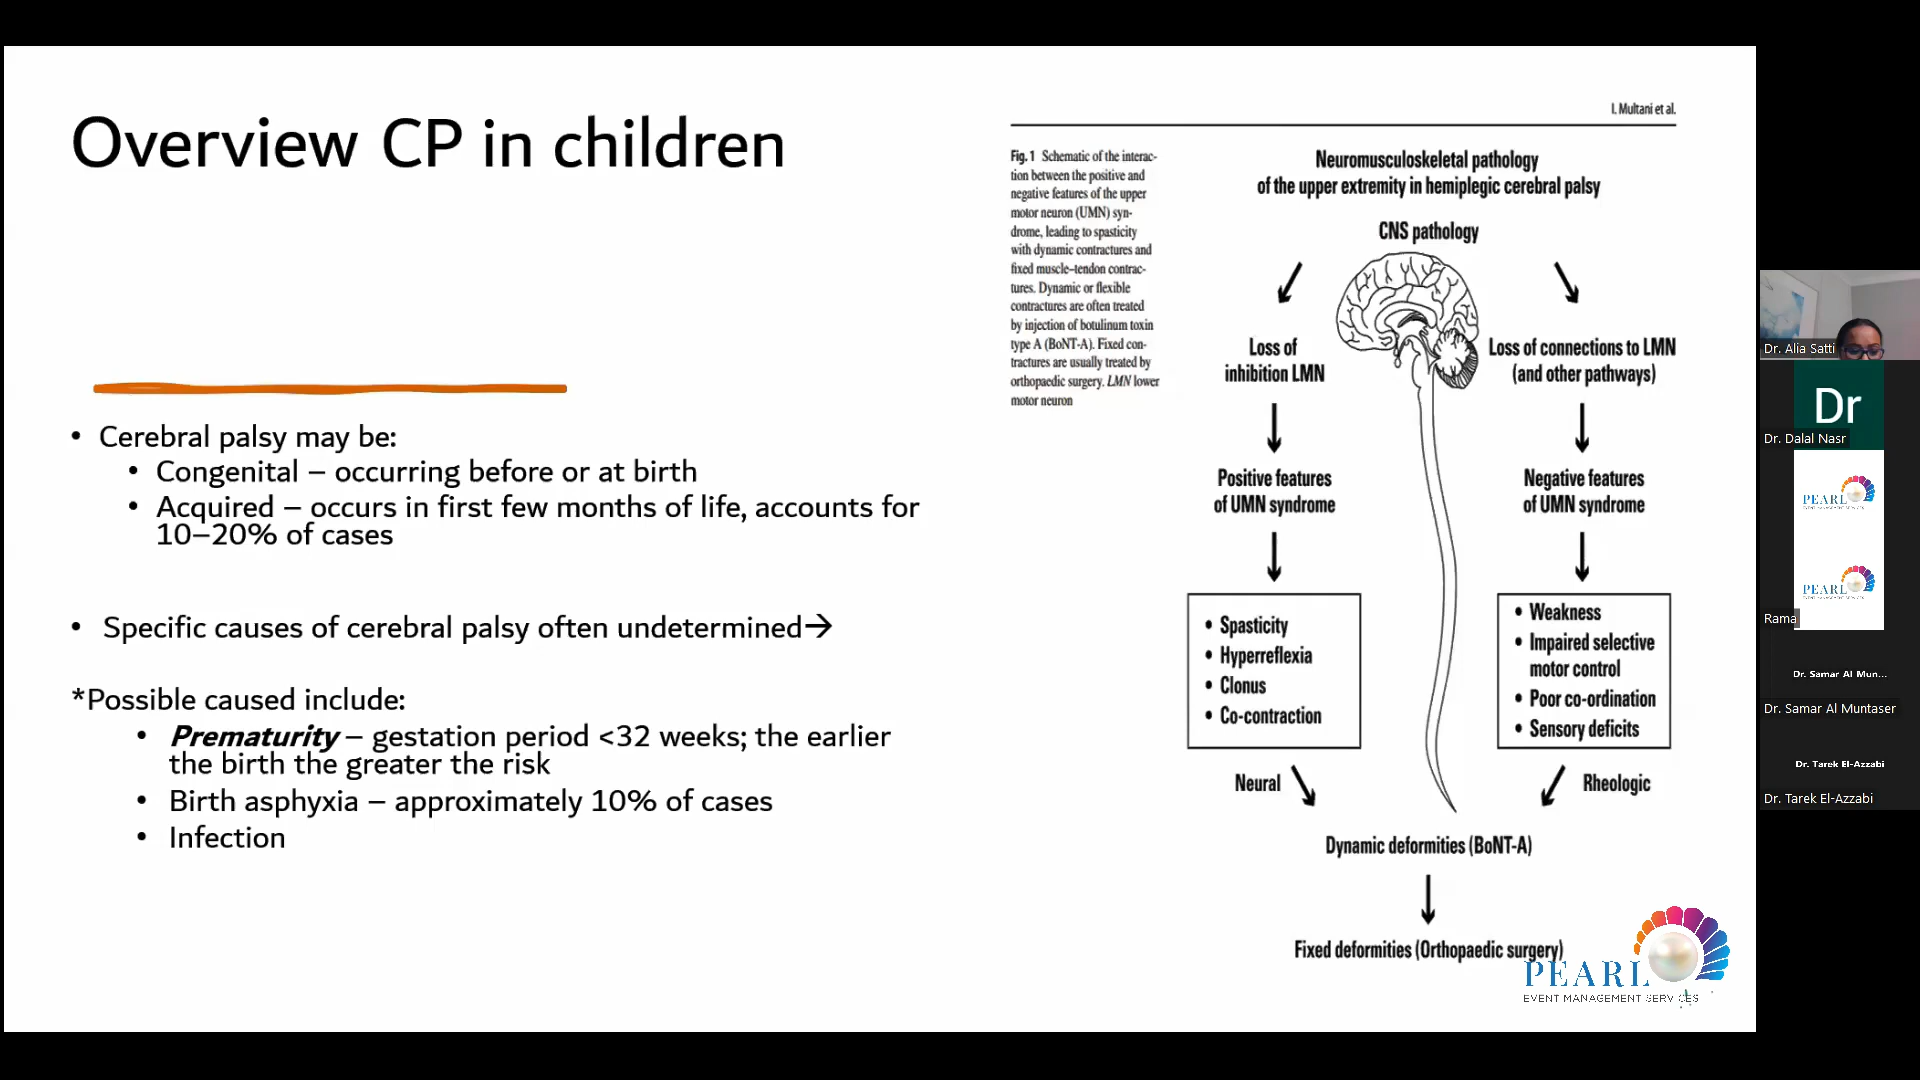 Overview CP in children
• Cerebral palsy may be:
• Congenital – occurring before or at birth
• Acquired – occurs in first few months of life, accounts for
10–20% of cases
• Specific causes of cerebral palsy often undetermined→
*Possible caused include:
• Prematurity – gestation period <32 weeks; the earlier
the birth the greater the risk
• Birth asphyxia – approximately 10% of cases
• Infection
I. Multani et al.
Fig. 1 Schematic of the interac-
tion between the positive and
negative features of the upper
motor neuron (UMN) syn-
drome, leading to spasticity
with dynamic contractures and
fixed muscle–tendon contrac-
tures. Dynamic or flexible
contractures are often treated
by injection of botulinum toxin
type A (BoNT-A). Fixed con-
tractures are usually treated by
orthopaedic surgery. LMN lower
motor neuron
Neuromusculoskeletal pathology
of the upper extremity in hemiplegic cerebral palsy
CNS pathology
Loss of
inhibition LMN
Loss of connections to LMN
(and other pathways)
Positive features
of UMN syndrome
Negative features
of UMN syndrome
• Spasticity
• Hyperreflexia
• Clonus
• Co-contraction
• Weakness
• Impaired selective
motor control
• Poor co-ordination
• Sensory deficits
Neural
Rheologic
Dynamic deformities (BoNT-A)
Fixed deformities (Orthopaedic surgery)
PEARL
EVENT MANAGEMENT SERVICES
Dr. Alia Satti
Dr
Dr. Dalal Nasr
PEARL
EVENT MANAGEMENT SERVICES
PEARL
EVENT MANAGEMENT SERVICES
Rama
Dr. Samar Al Mun...
Dr. Samar Al Muntaser
Dr. Tarek El-Azzabi
Dr. Tarek El-Azzabi